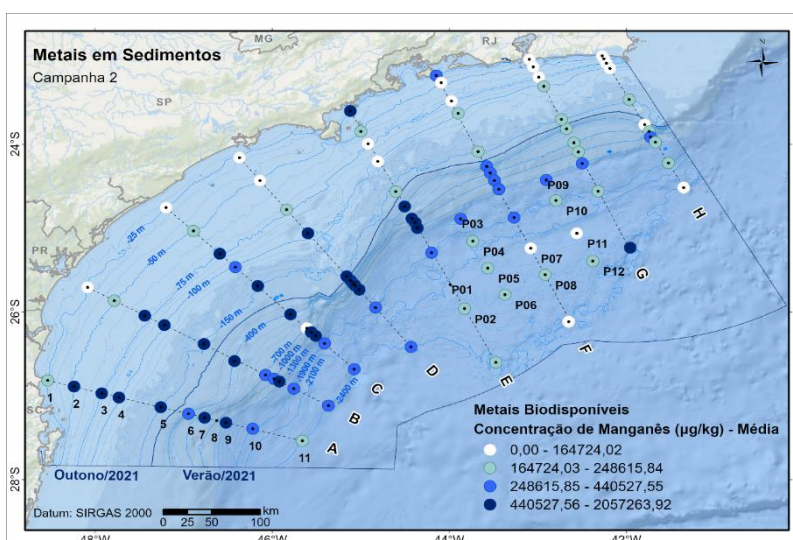 Metais em Sedimentos
Campanha 2
MG
RJ
SP
PR
SC
24°S
26°S
28°S
48°W
46°W
44°W
42°W
-25 m
-50 m
-75 m
-100 m
-150 m
-400 m
-700 m
-1000 m
-1300 m
-1900 m
-2100 m
-2400 m
P09
P03
P10
P04
P11
P07
P05
P12
P01
P08
P06
P02
H
G
F
E
D
C
B
A
1
2
3
4
5
6
7
8
9
10
11
Outono/2021
Verão/2021
Datum: SIRGAS 2000
0 25 50 100
km
Metais Biodisponíveis
Concentração de Manganês (µg/kg) - Média
0,00 - 164724,02
164724,03 - 248615,84
248615,85 - 440527,55
440527,56 - 2057263,92